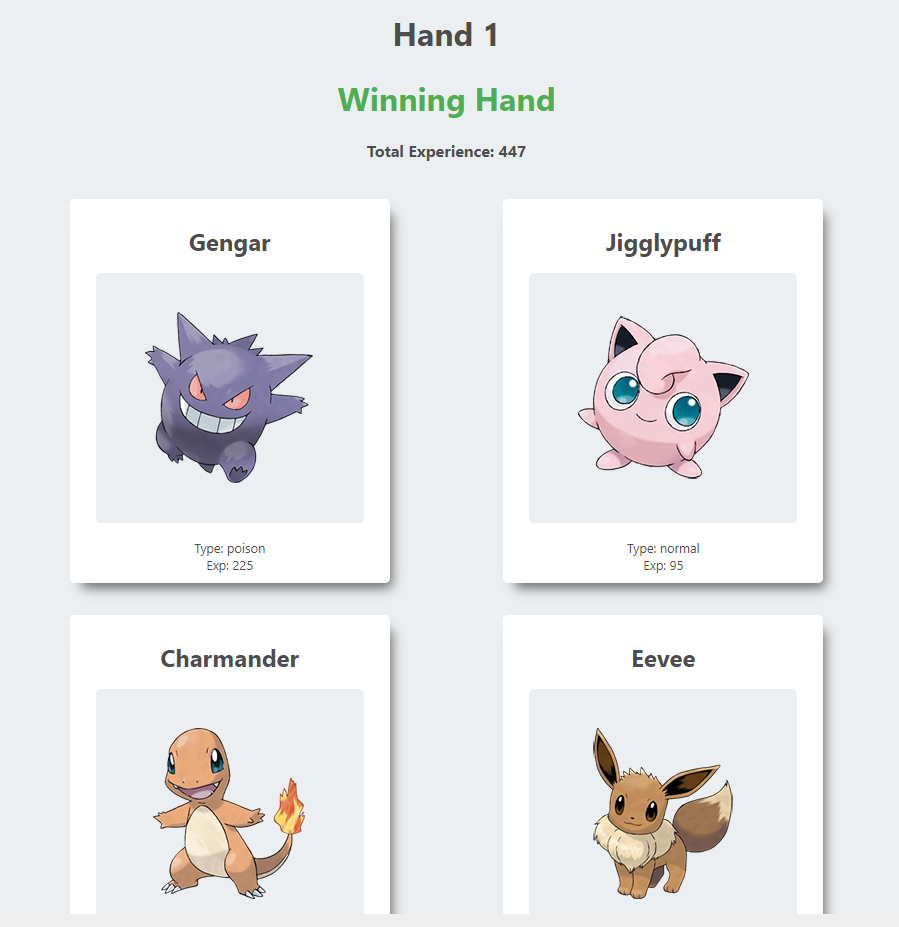 Hand 1
Winning Hand
Total Experience: 447
Gengar
Type: poison
Exp: 225
Jigglypuff
Type: normal
Exp: 95
Charmander
Eevee